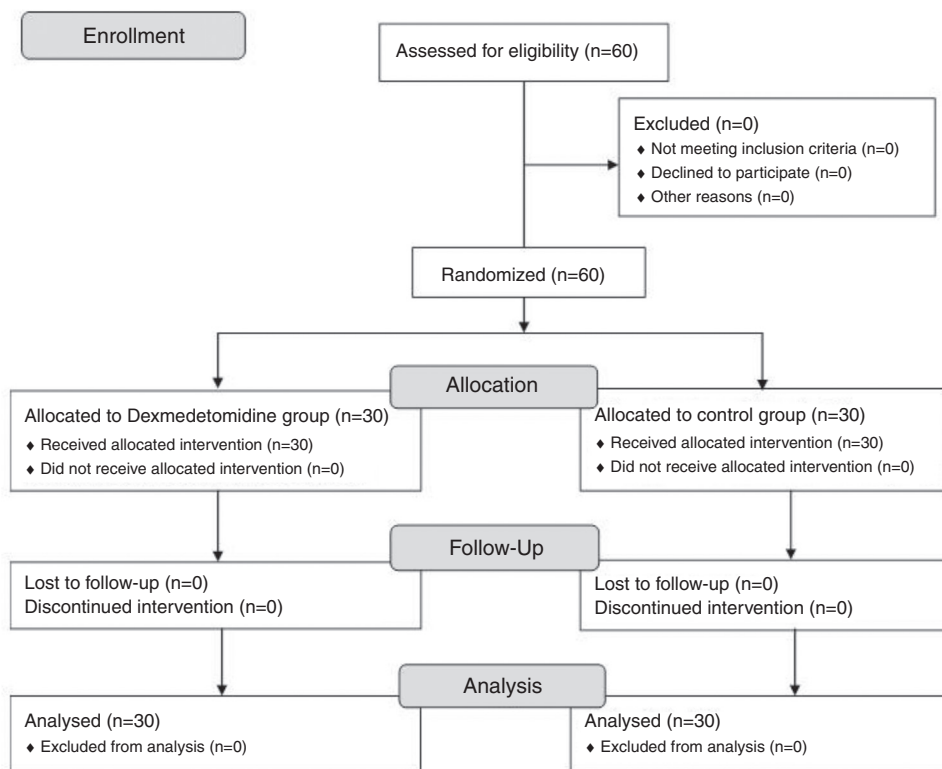 Enrollment
Assessed for eligibility (n=60)
Excluded (n=0)
♦ Not meeting inclusion criteria (n=0)
♦ Declined to participate (n=0)
♦ Other reasons (n=0)
Randomized (n=60)
Allocation
Allocated to Dexmedetomidine group (n=30)
♦ Received allocated intervention (n=30)
♦ Did not receive allocated intervention (n=0)
Allocated to control group (n=30)
♦ Received allocated intervention (n=30)
♦ Did not receive allocated intervention (n=0)
Follow-Up
Lost to follow-up (n=0)
Discontinued intervention (n=0)
Lost to follow-up (n=0)
Discontinued intervention (n=0)
Analysis
Analysed (n=30)
♦ Excluded from analysis (n=0)
Analysed (n=30)
♦ Excluded from analysis (n=0)